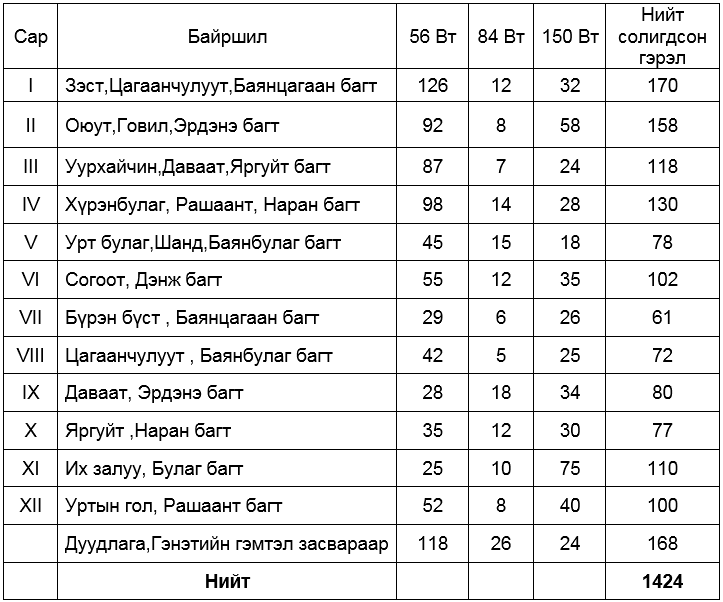 Сар Байршил 56 Вт 84 Вт 150 Вт Нийт солигдсон гэрэл
I Зэст,Цагаанчулуут,Баянцагаан багт 126 12 32 170
II Оюут,Говил,Эрдэнэ багт 92 8 58 158
III Уурхайчин,Даваат,Яргуйт багт 87 7 24 118
IV Хүрэнбулаг, Рашаант, Наран багт 98 14 28 130
V Урт булаг,Шанд,Баянбулаг багт 45 15 18 78
VI Согоот, Дэнж багт 55 12 35 102
VII Бүрэн бүст , Баянцагаан багт 29 6 26 61
VIII Цагаанчулуут , Баянбулаг багт 42 5 25 72
IX Даваат, Эрдэнэ багт 28 18 34 80
X Яргуйт ,Наран багт 35 12 30 77
XI Их залуу, Булаг багт 25 10 75 110
XII Уртын гол, Рашаант багт 52 8 40 100
Дуудлага,Гэнэтийн гэмтэл засвараар 118 26 24 168
Нийт 1424